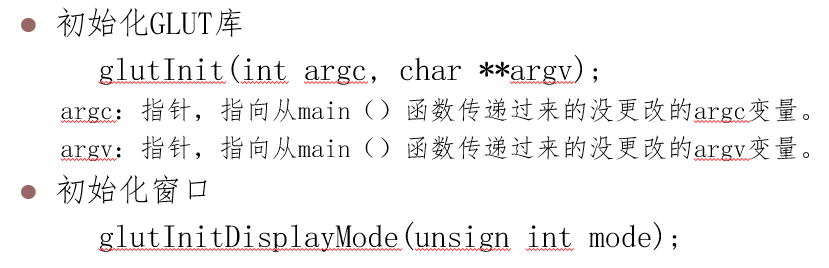 初始化GLUT库
glutInit(int argc, char **argv);
argc：指针，指向从main（）函数传递过来的没更改的argc变量。
argv：指针，指向从main（）函数传递过来的没更改的argv变量。
初始化窗口
glutInitDisplayMode(unsign int mode);